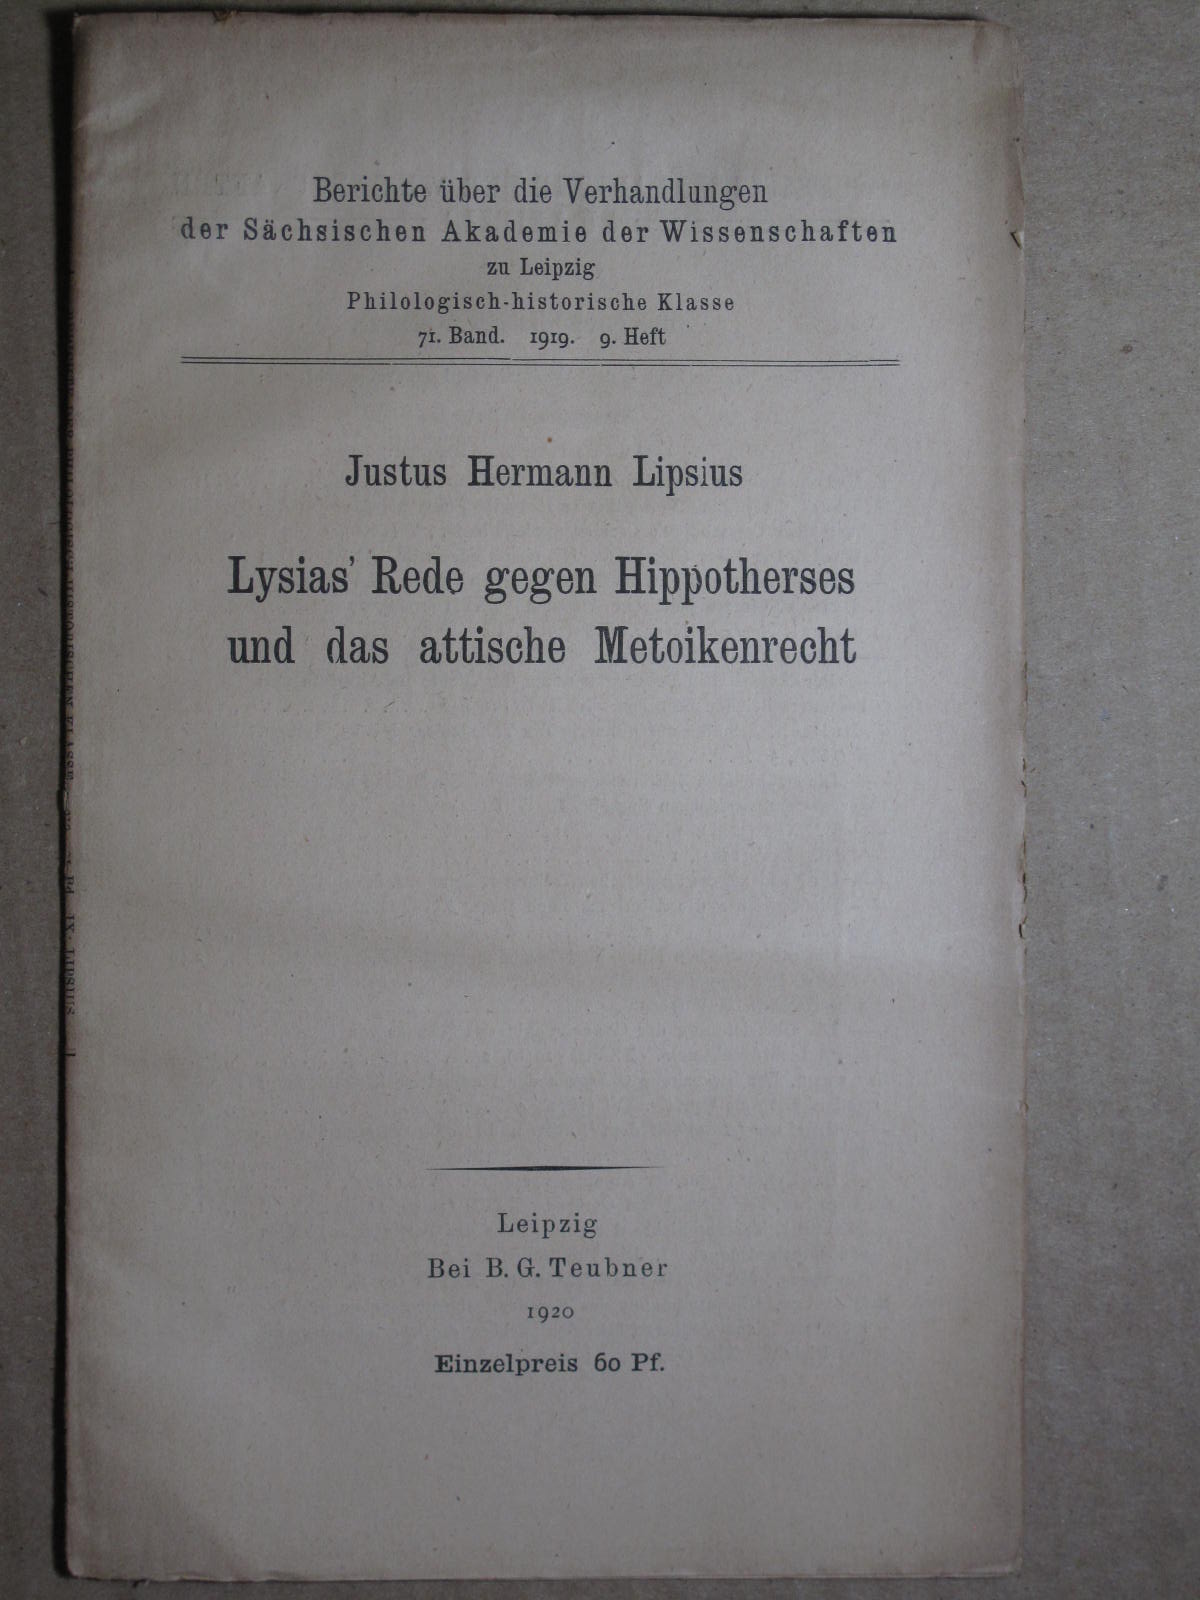 Berichte über die Verhandlungen
der Sächsischen Akademie der Wissenschaften
zu Leipzig
Philologisch-historische Klasse
71. Band. 1919. 9. Heft
Justus Hermann Lipsius
Lysias' Rede gegen Hippotherses
und das attische Metoikenrecht
Leipzig
Bei B. G. Teubner
1920
Einzelpreis 60 Pf.